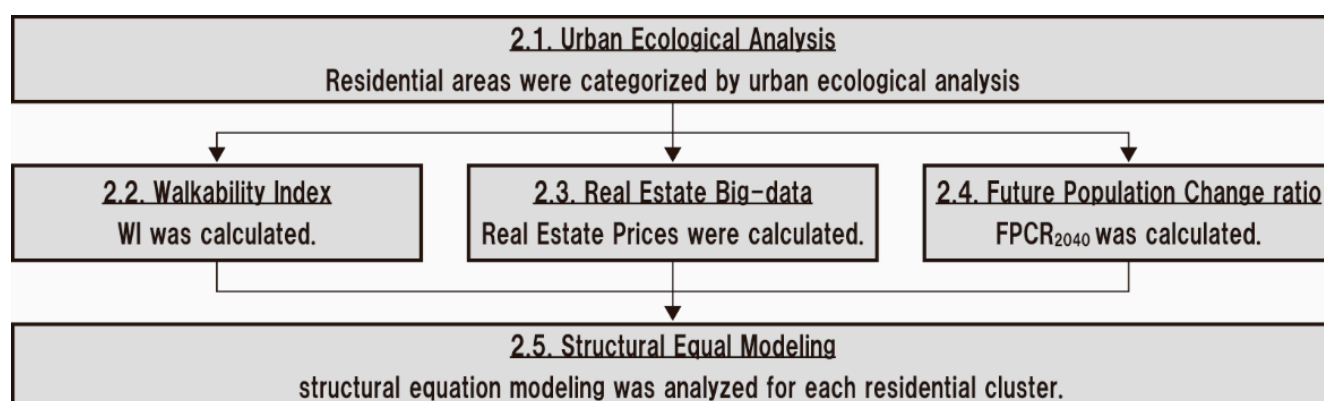 2.1. Urban Ecological Analysis
Residential areas were categorized by urban ecological analysis
2.2. Walkability Index
WI was calculated.
2.3. Real Estate Big-data
Real Estate Prices were calculated.
2.4. Future Population Change ratio
FPCR2040 was calculated.
2.5. Structural Equal Modeling
structural equation modeling was analyzed for each residential cluster.